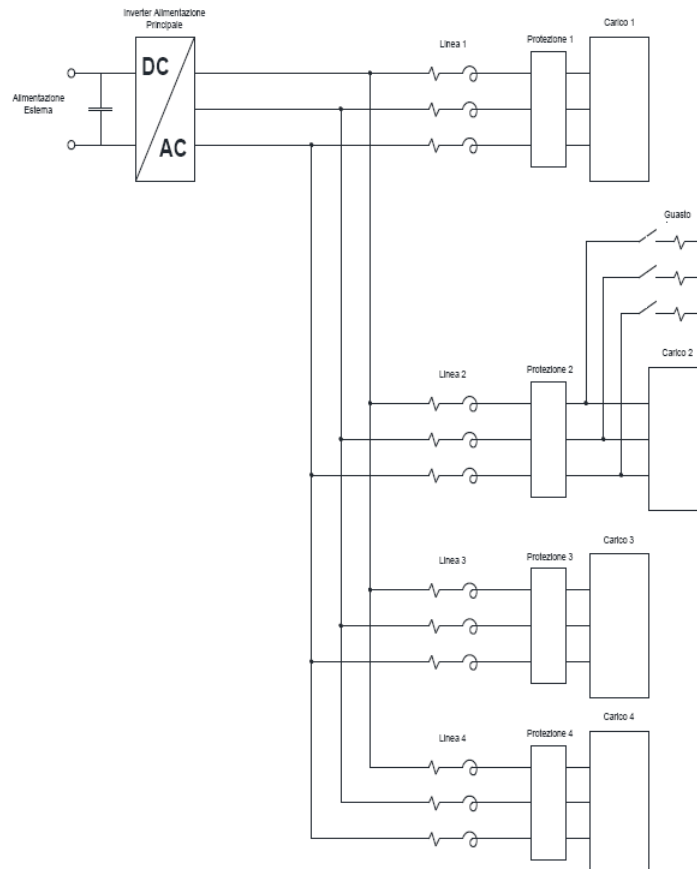 Inverter Alimentazione
Principale
DC
AC
Alimentazione
Esterna
Linea 1
Protezione 1
Carico 1
Guasto
Linea 2
Protezione 2
Carico 2
Linea 3
Protezione 3
Carico 3
Linea 4
Protezione 4
Carico 4